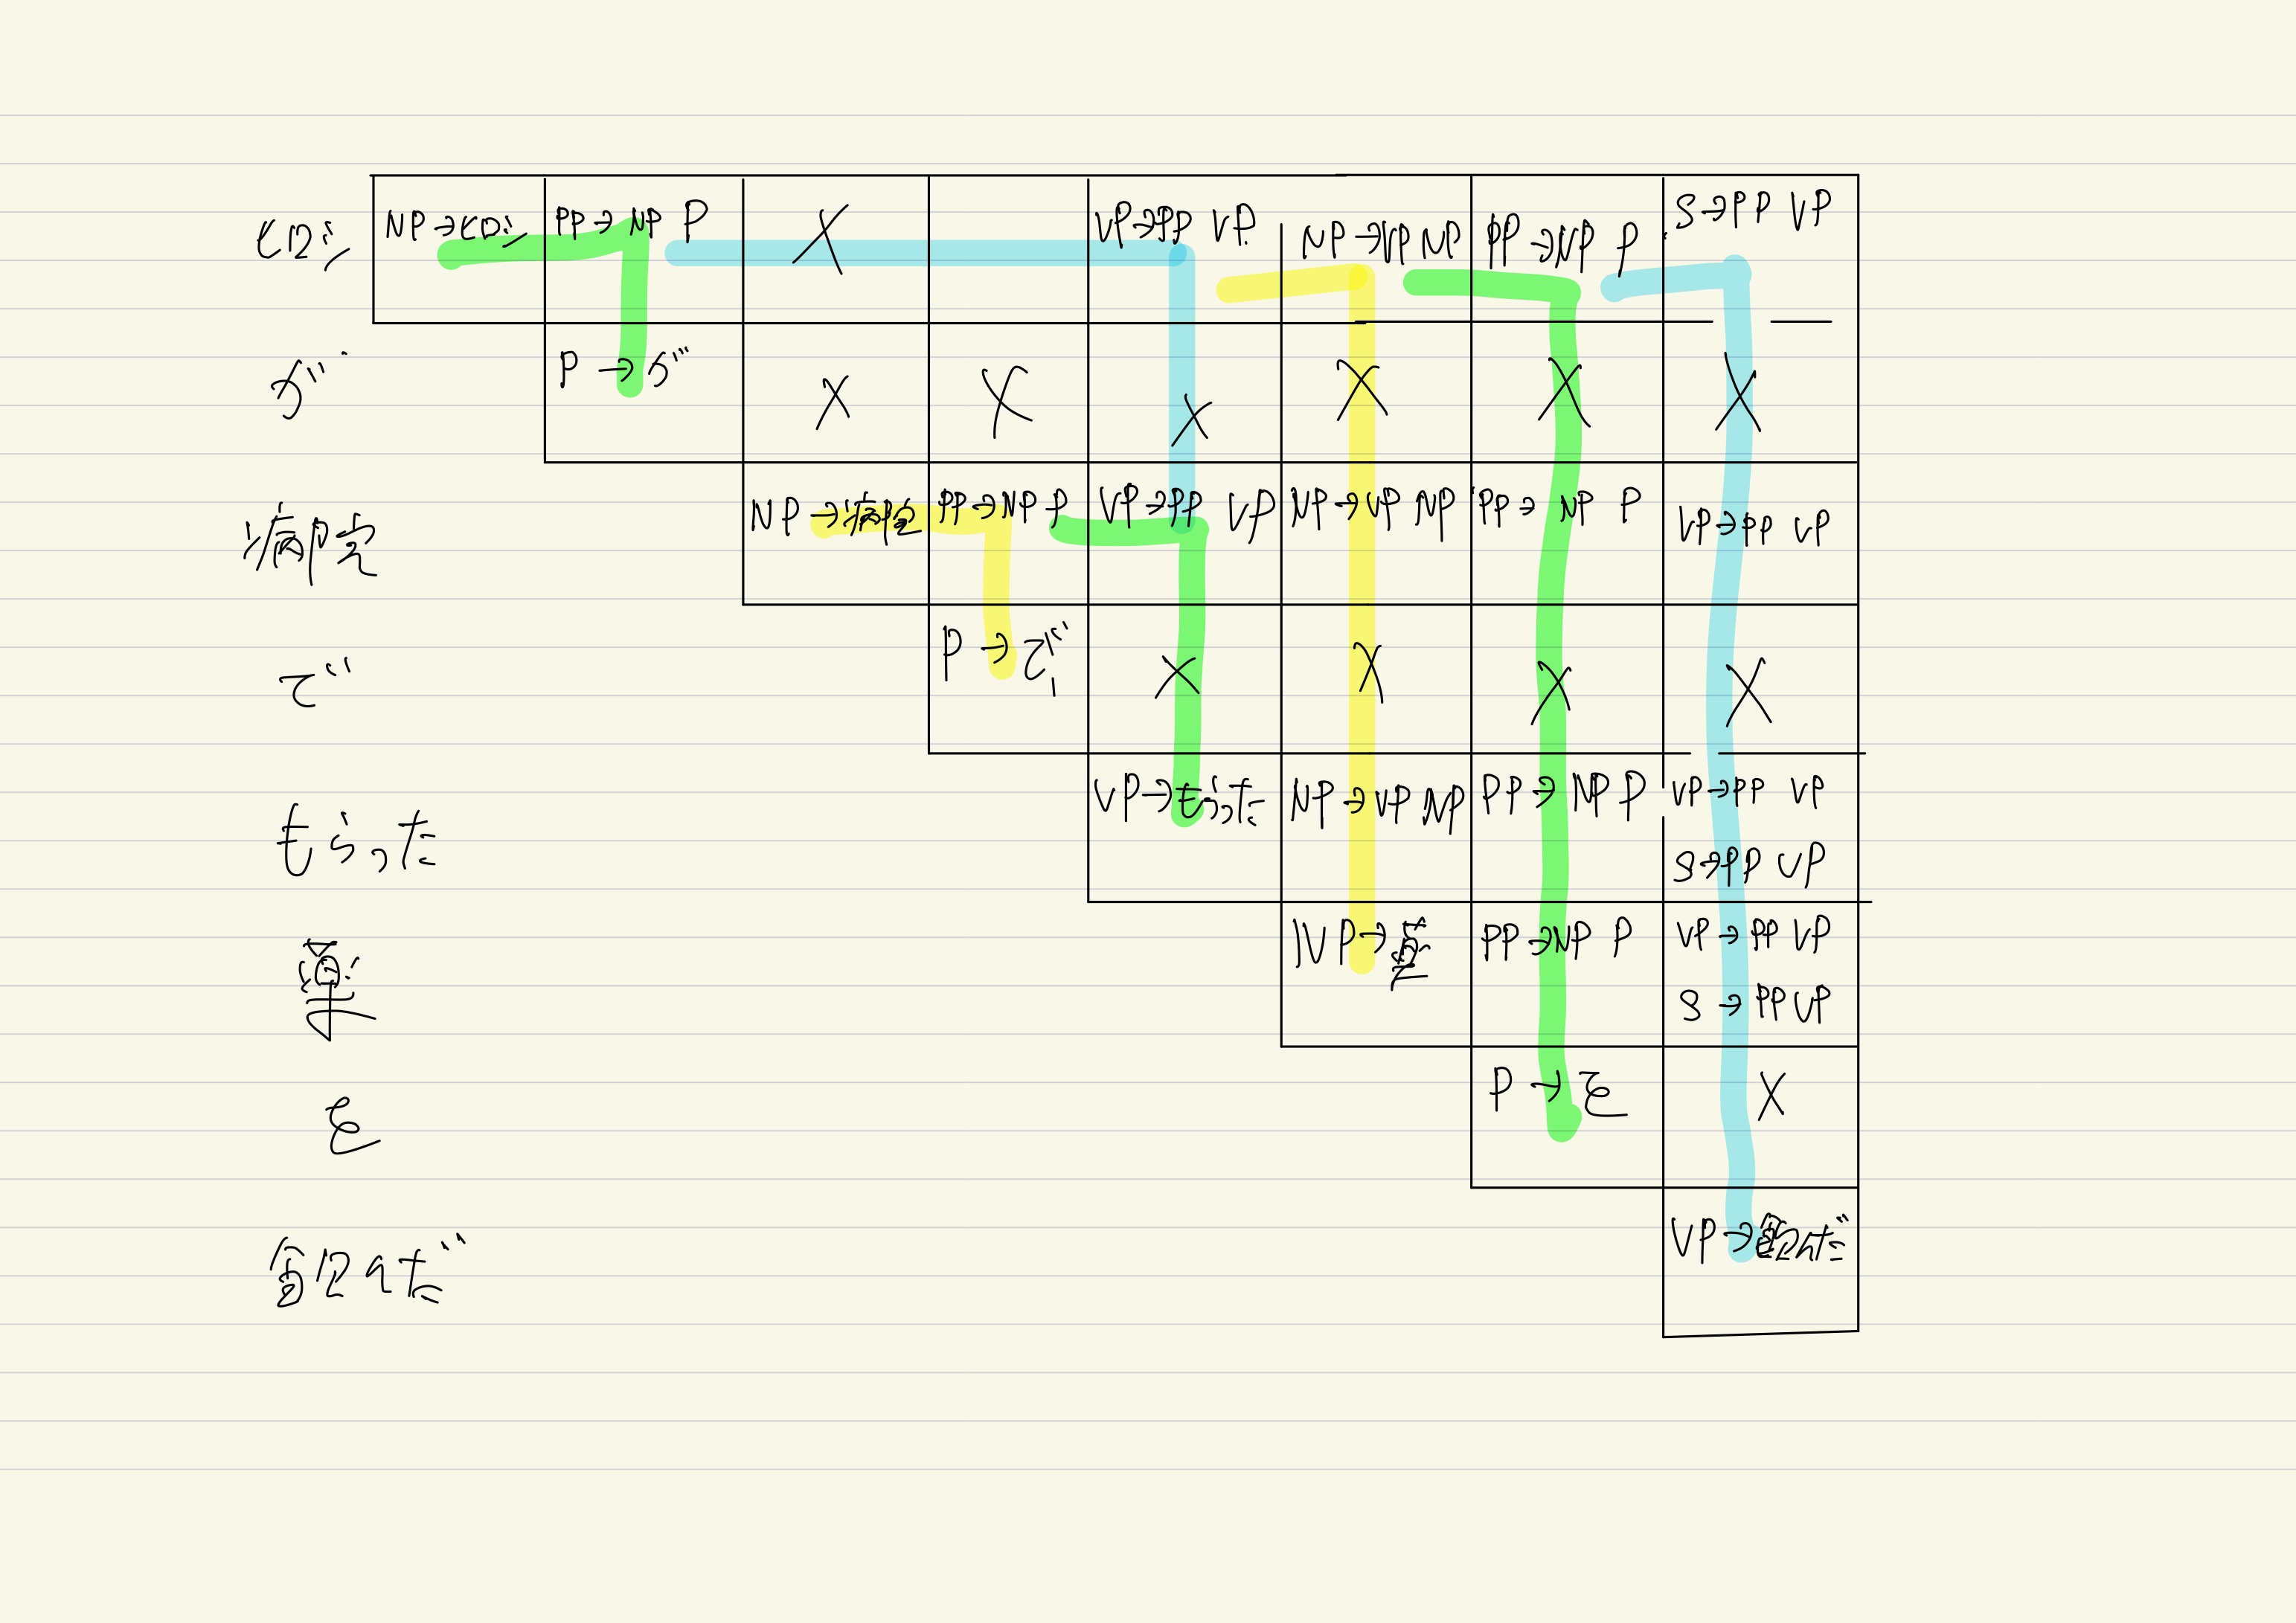 ヒロシ NP→ヒロシ PP→NP P X VP→PP VP NP→VP NP PP→NP P S→PP VP
が P→が X X X X X X
病院 NP→病院 PP→NP P VP→PP VP NP→VP NP PP→NP P VP→PP VP
で P→で X X X X
もらった VP→もらった NP→VP NP PP→NP P VP→PP VP
S→PP VP
薬 NP→薬 PP→NP P VP→PP VP
S→PP VP
を P→を X
飲んだ VP→飲んだ